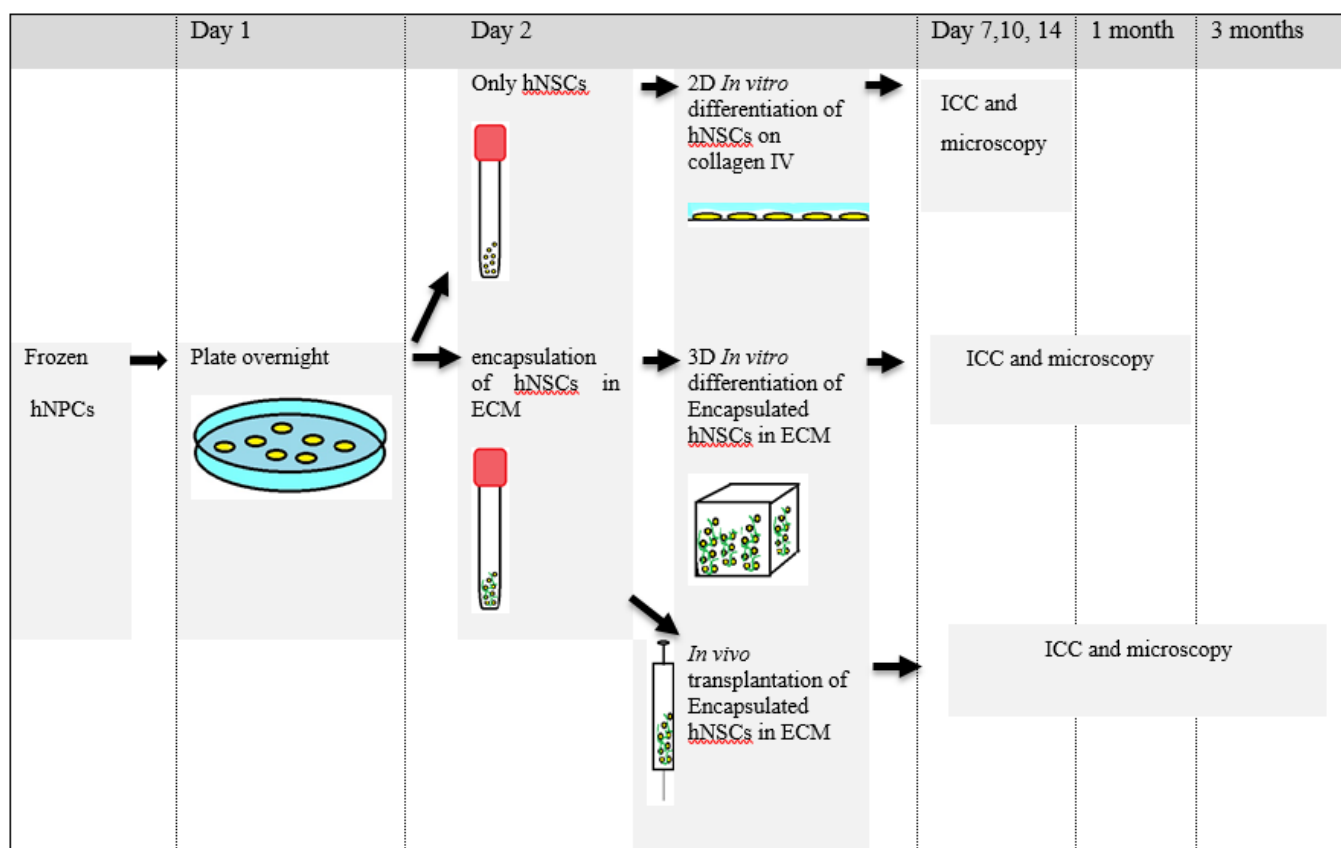 Day 1
Day 2
Day 7,10, 14
1 month
3 months
Only hNSCs
2D In vitro
differentiation of
hNSCs on
collagen IV
ICC and
microscopy
Frozen
hNPCs
Plate overnight
encapsulation
of hNSCs in
ECM
3D In vitro
differentiation of
Encapsulated
hNSCs in ECM
ICC and microscopy
In vivo
transplantation of
Encapsulated
hNSCs in ECM
ICC and microscopy